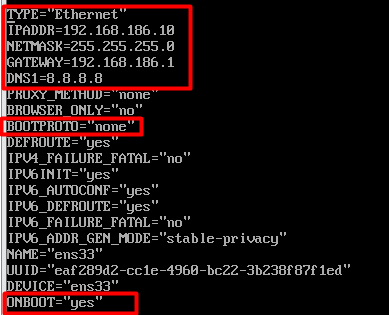 TYPE="Ethernet"
IPADDR=192.168.186.10
NETMASK=255.255.255.0
GATEWAY=192.168.186.1
DNS1=8.8.8.8
PROXY_METHOD="none"
BROWSER_ONLY="no"
BOOTPROTO="none"
DEFROUTE="yes"
IPV4_FAILURE_FATAL="no"
IPV6INIT="yes"
IPV6_AUTOCONF="yes"
IPV6_DEFROUTE="yes"
IPV6_FAILURE_FATAL="no"
IPV6_ADDR_GEN_MODE="stable-privacy"
NAME="ens33"
UUID="eaf289d2-cc1e-4960-bc22-3b238f87f1ed"
DEVICE="ens33"
ONBOOT="yes"